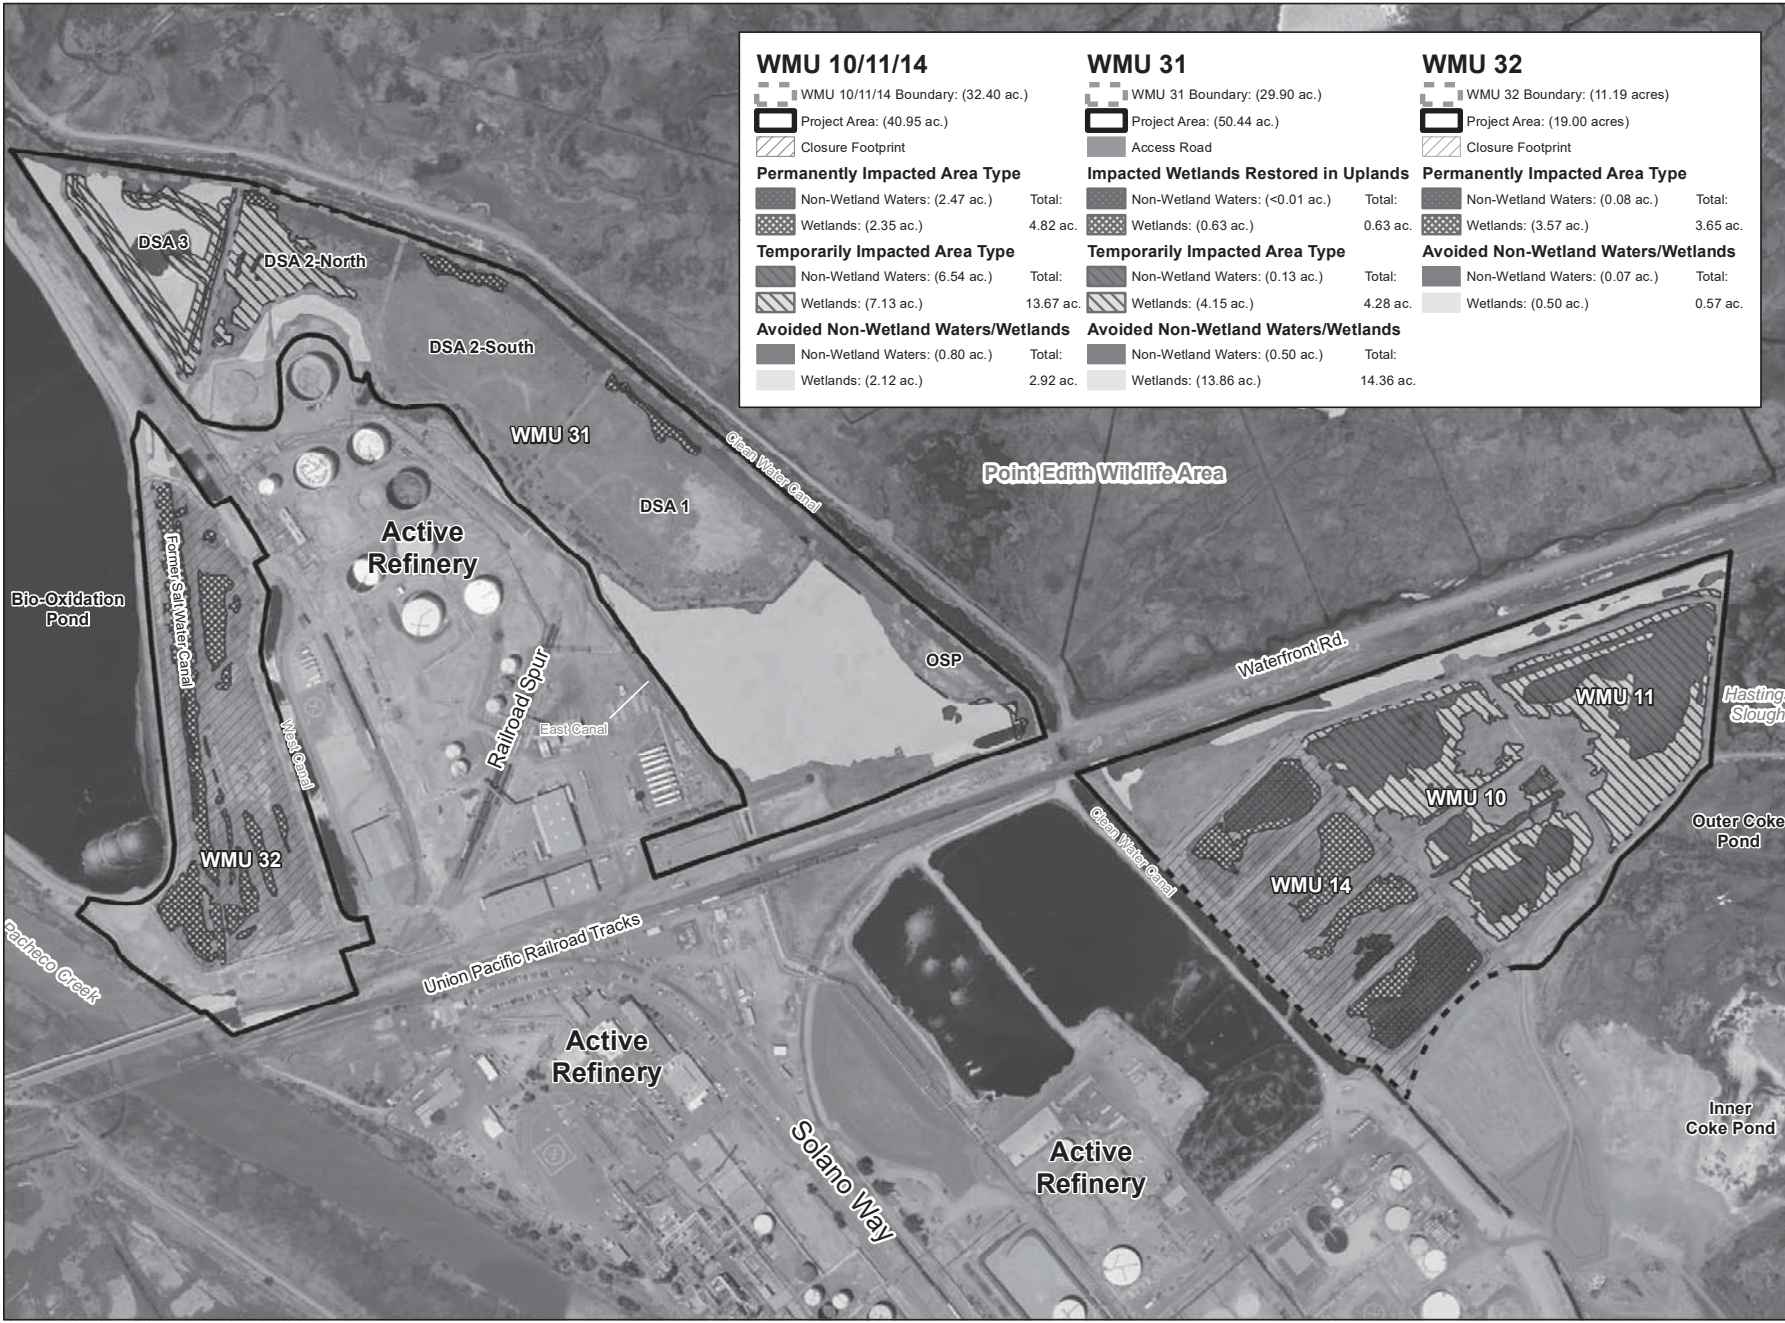 WMU 10/11/14
WMU 10/11/14 Boundary: (32.40 ac.)
Project Area: (40.95 ac.)
Closure Footprint
Permanently Impacted Area Type
Non-Wetland Waters: (2.47 ac.) Total:
Wetlands: (2.35 ac.) 4.82 ac.
Temporarily Impacted Area Type
Non-Wetland Waters: (6.54 ac.) Total:
Wetlands: (7.13 ac.) 13.67 ac.
Avoided Non-Wetland Waters/Wetlands
Non-Wetland Waters: (0.80 ac.) Total:
Wetlands: (2.12 ac.) 2.92 ac.
WMU 31
WMU 31 Boundary: (29.90 ac.)
Project Area: (50.44 ac.)
Access Road
Impacted Wetlands Restored in Uplands
Non-Wetland Waters: (<0.01 ac.) Total:
Wetlands: (0.63 ac.) 0.63 ac.
Temporarily Impacted Area Type
Non-Wetland Waters: (0.13 ac.) Total:
Wetlands: (4.15 ac.) 4.28 ac.
Avoided Non-Wetland Waters/Wetlands
Non-Wetland Waters: (0.50 ac.) Total:
Wetlands: (13.86 ac.) 14.36 ac.
WMU 32
WMU 32 Boundary: (11.19 acres)
Project Area: (19.00 acres)
Closure Footprint
Permanently Impacted Area Type
Non-Wetland Waters: (0.08 ac.) Total:
Wetlands: (3.57 ac.) 3.65 ac.
Avoided Non-Wetland Waters/Wetlands
Non-Wetland Waters: (0.07 ac.) Total:
Wetlands: (0.50 ac.) 0.57 ac.
DSA 3
DSA 2-North
DSA 2-South
WMU 31
Clean Water Canal
Point Edith Wildlife Area
DSA 1
Active
Refinery
Former Salt Water Canal
Bio-Oxidation
Pond
OSP
Waterfront Rd.
Railroad Spur
East Canal
West Canal
WMU 11
Hasting
Slough
WMU 10
Clean Water Canal
Outer Coke
Pond
WMU 32
WMU 14
Pacheco Creek
Union Pacific Railroad Tracks
Active
Refinery
Solano Way
Active
Refinery
Inner
Coke Pond